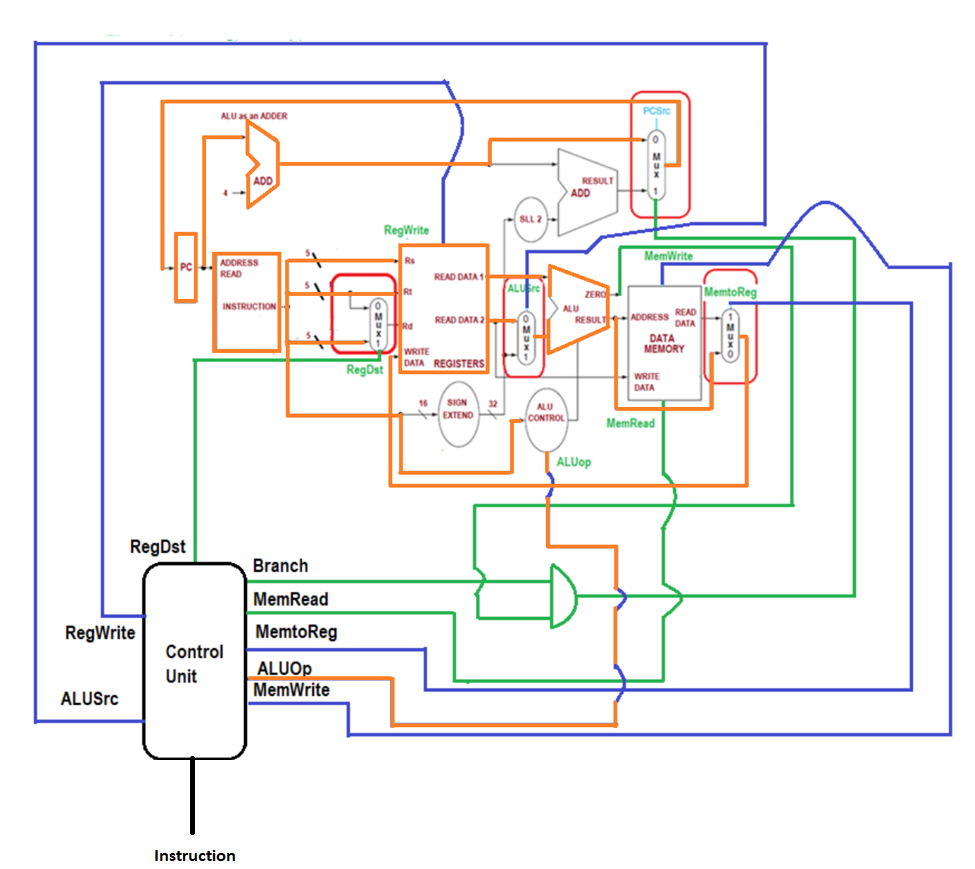 ALU as an ADDER
PCSrc
0
M
u
x
1
ADD
4
RESULT
ADD
SLL 2
RegWrite
PC
ADDRESS
READ
INSTRUCTION
5
5
5
0
M
u
x
1
RegDst
Rs
Rt
Rd
WRITE
DATA
READ DATA 1
READ DATA 2
REGISTERS
ALUSrc
0
M
u
x
1
ZERO
ALU
RESULT
MemWrite
ADDRESS
READ
DATA
DATA
MEMORY
WRITE
DATA
MemtoReg
1
M
u
x
0
MemRead
16
SIGN
EXTEND
32
ALU
CONTROL
ALUop
RegDst
Branch
MemRead
RegWrite
MemtoReg
Control
Unit
ALUOp
MemWrite
ALUSrc
Instruction